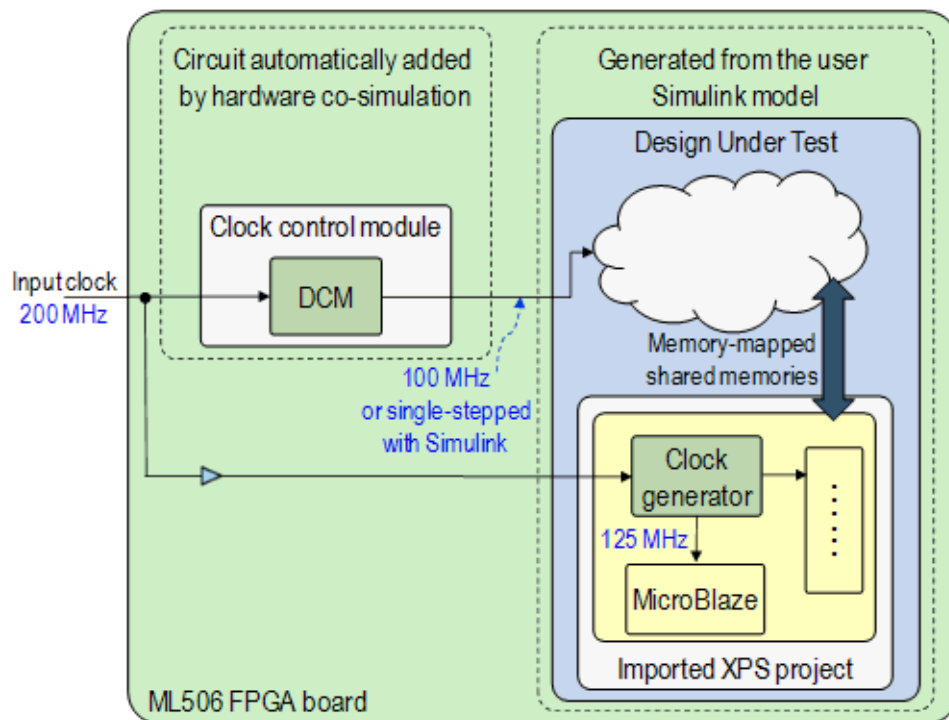 Circuit automatically added
by hardware co-simulation
Generated from the user
Simulink model
Design Under Test
Clock control module
DCM
Input clock
200 MHz
100 MHz
or single-stepped
with Simulink
Memory-mapped
shared memories
Clock
generator
125 MHz
MicroBlaze
Imported XPS project
ML506 FPGA board